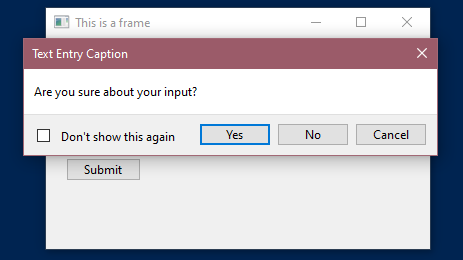 This is a frame
Text Entry Caption
Are you sure about your input?
Don't show this again
Yes
No
Cancel
Submit